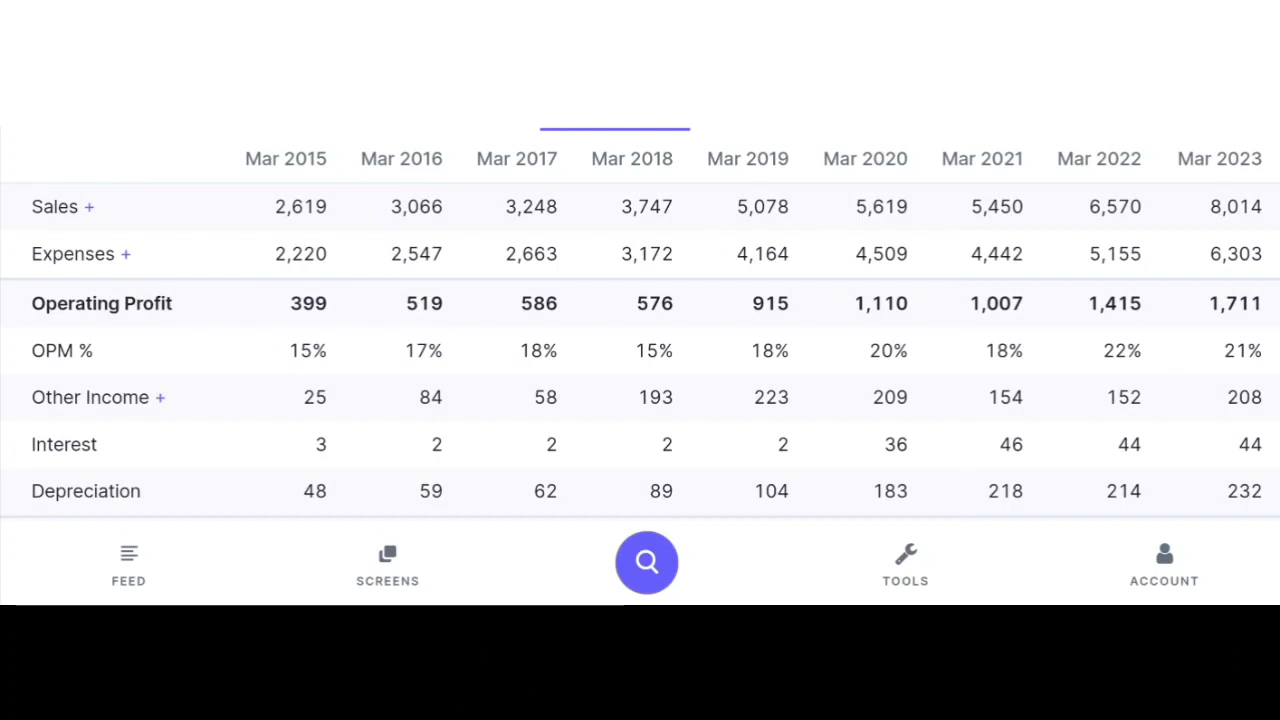 Mar 2015 Mar 2016 Mar 2017 Mar 2018 Mar 2019 Mar 2020 Mar 2021 Mar 2022 Mar 2023
Sales + 2,619 3,066 3,248 3,747 5,078 5,619 5,450 6,570 8,014
Expenses + 2,220 2,547 2,663 3,172 4,164 4,509 4,442 5,155 6,303
Operating Profit 399 519 586 576 915 1,110 1,007 1,415 1,711
OPM % 15% 17% 18% 15% 18% 20% 18% 22% 21%
Other Income + 25 84 58 193 223 209 154 152 208
Interest 3 2 2 2 2 36 46 44 44
Depreciation 48 59 62 89 104 183 218 214 232
FEED SCREENS TOOLS ACCOUNT